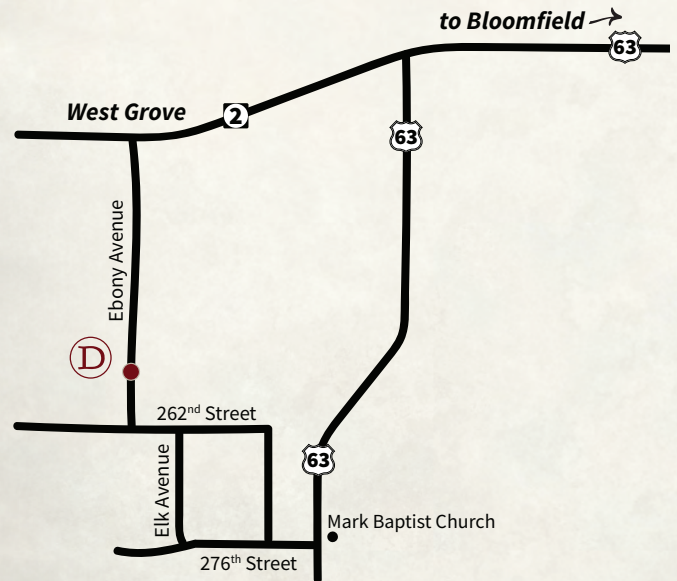 to Bloomfield
63
West Grove
2
63
Ebony Avenue
D
262nd Street
63
Elk Avenue
Mark Baptist Church
276th Street